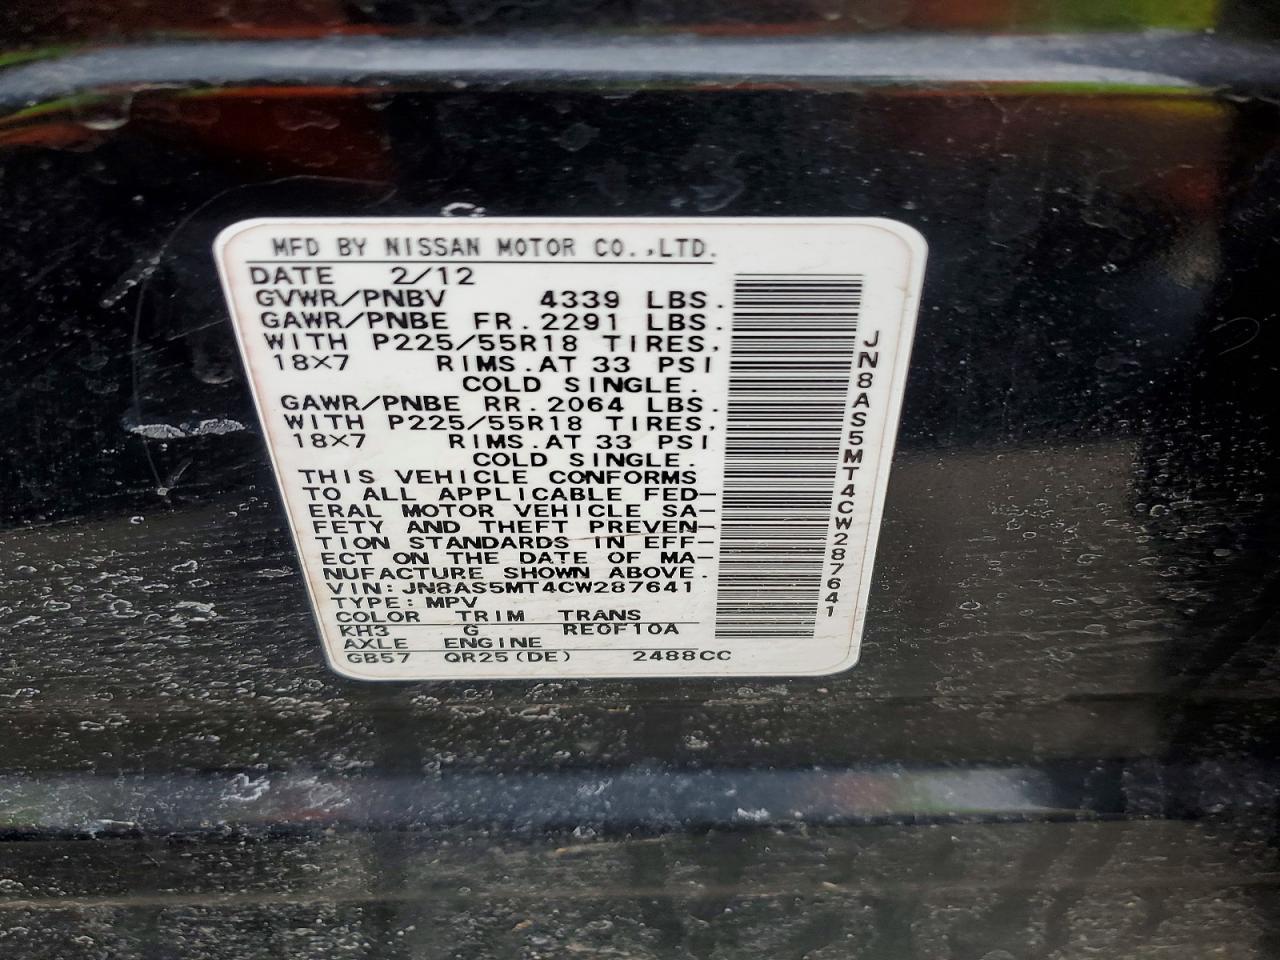 MFD BY NISSAN MOTOR CO.,LTD.
DATE 2/12
GVWR/PNBV 4339 LBS.
GAWR/PNBE FR.2291 LBS.
WITH P225/55R18 TIRES.
18X7 RIMS.AT 33 PSI
COLD SINGLE.
GAWR/PNBE RR.2064 LBS.
WITH P225/55R18 TIRES.
18X7 RIMS.AT 33 PSI
COLD SINGLE.
THIS VEHICLE CONFORMS
TO ALL APPLICABLE FED-
ERAL MOTOR VEHICLE SA-
FETY AND THEFT PREVEN-
TION STANDARDS IN EFF-
ECT ON THE DATE OF MA-
NUFACTURE SHOWN ABOVE.
VIN:JN8AS5MT4CW287641
TYPE:MPV
COLOR TRIM TRANS
KH3 G RE0F10A
AXLE ENGINE
GB57 QR25(DE) 2488CC
JN8AS5MT4CW287641